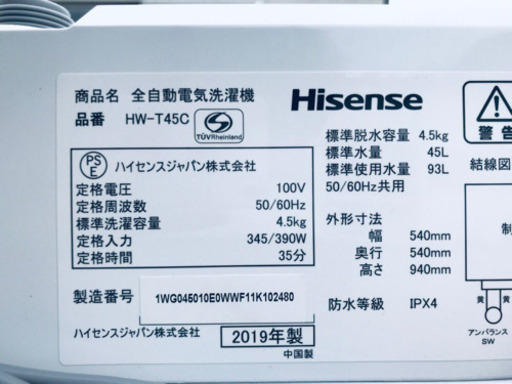 商品名 全自動電気洗濯機
品番 HW-T45C
S
TÜVRheinland
Hisense
PS
E
ハイセンスジャパン株式会社
定格電圧 100V
定格周波数 50/60Hz
標準洗濯容量 4.5kg
定格入力 345/390W
定格時間 35分
製造番号 1WG045010E0WWF11K102480
ハイセンスジャパン株式会社 2019年製
中国製
標準脱水容量 4.5kg
標準水量 45L
標準使用水量 93L
50/60Hz共用
外形寸法
幅 540mm
奥行 540mm
高さ 940mm
防水等級 IPX4
警告
結線図
制
黄 黄
アンバランス
SW